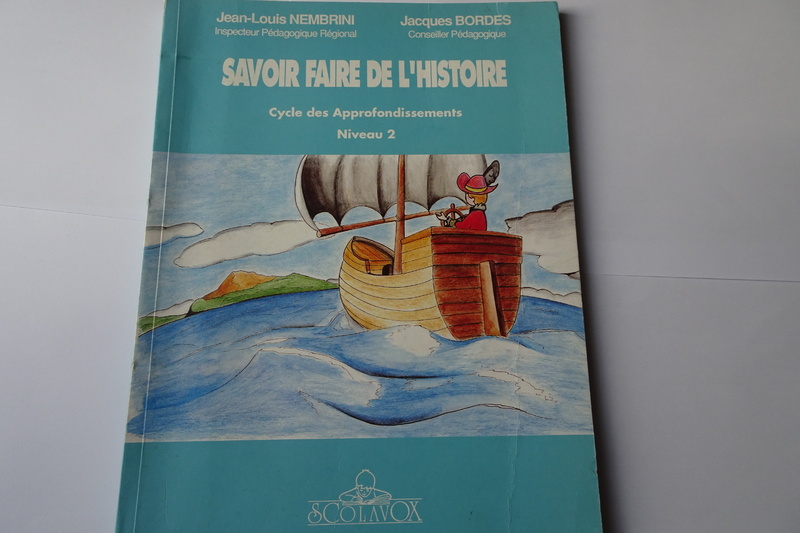 Jean-Louis NEMBRINI
Inspecteur Pédagogique Régional
Jacques BORDES
Conseiller Pédagogique
SAVOIR FAIRE DE L'HISTOIRE
Cycle des Approfondissements
Niveau 2
SCOLAVOX